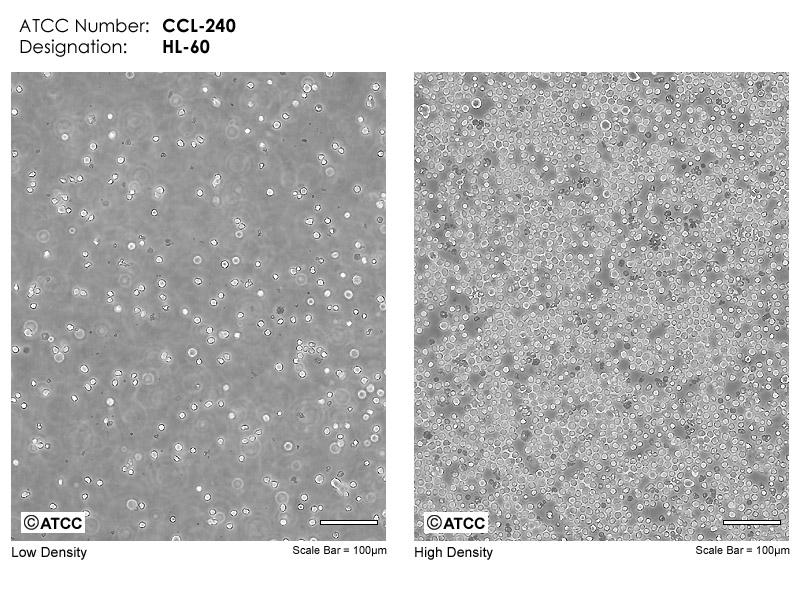 ATCC Number: CCL-240
Designation: HL-60
©ATCC
©ATCC
Low Density
Scale Bar = 100µm
High Density
Scale Bar = 100µm